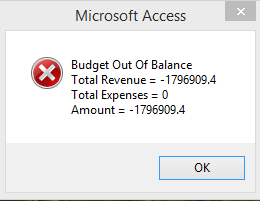 Microsoft Access
Budget Out Of Balance
Total Revenue = -1796909.4
Total Expenses = 0
Amount = -1796909.4
OK